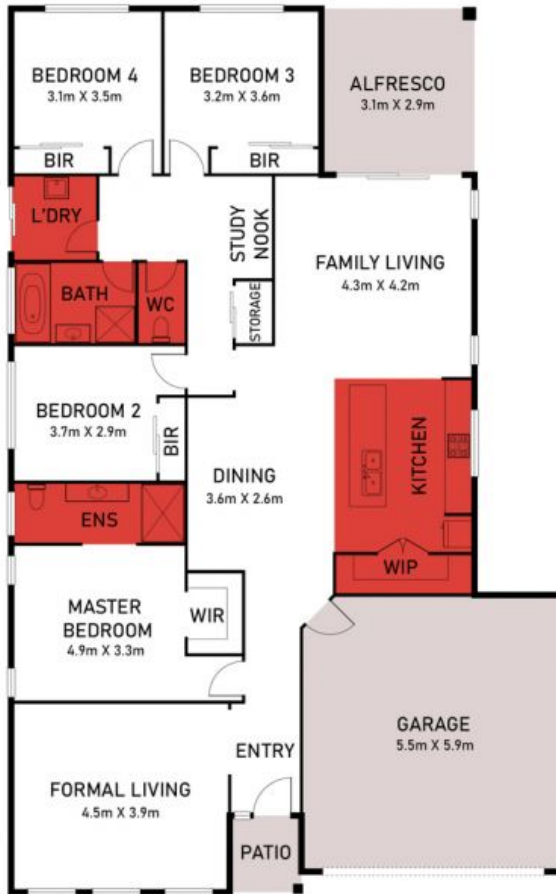 BEDROOM 4
3.1m X 3.5m
BEDROOM 3
3.2m X 3.6m
ALFRESCO
3.1m X 2.9m
BIR
BIR
L'DRY
STUDY
NOOK
FAMILY LIVING
4.3m X 4.2m
BATH
WC
STORAGE
BEDROOM 2
3.7m X 2.9m
BIR
KITCHEN
DINING
3.6m X 2.6m
ENS
WIP
MASTER
BEDROOM
4.9m X 3.3m
WIR
GARAGE
5.5m X 5.9m
ENTRY
FORMAL LIVING
4.5m X 3.9m
PATIO